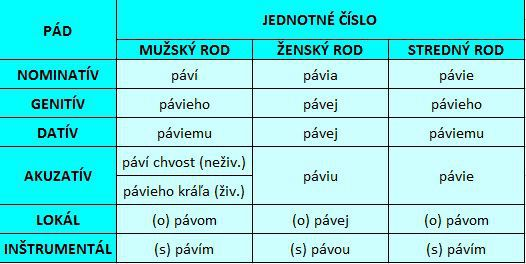 PÁD
JEDNOTNÉ ČÍSLO
MUŽSKÝ ROD ŽENSKÝ ROD STREDNÝ ROD
NOMINATÍV páví pávia pávie
GENITÍV pávieho pávej pávieho
DATÍV páviemu pávej páviemu
AKUZATÍV páví chvost (neživ.) páviu pávie
pávieho kráľa (živ.)
LOKÁL (o) pávom (o) pávej (o) pávom
INŠTRUMENTÁL (s) pávím (s) pávou (s) pávím